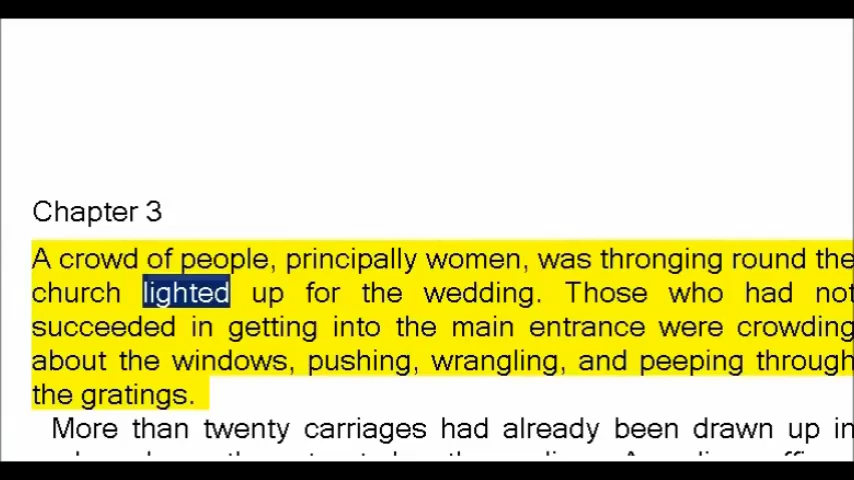 Chapter 3
A crowd of people, principally women, was thronging round the
church lighted up for the wedding. Those who had not
succeeded in getting into the main entrance were crowding
about the windows, pushing, wrangling, and peeping through
the gratings.
More than twenty carriages had already been drawn up in